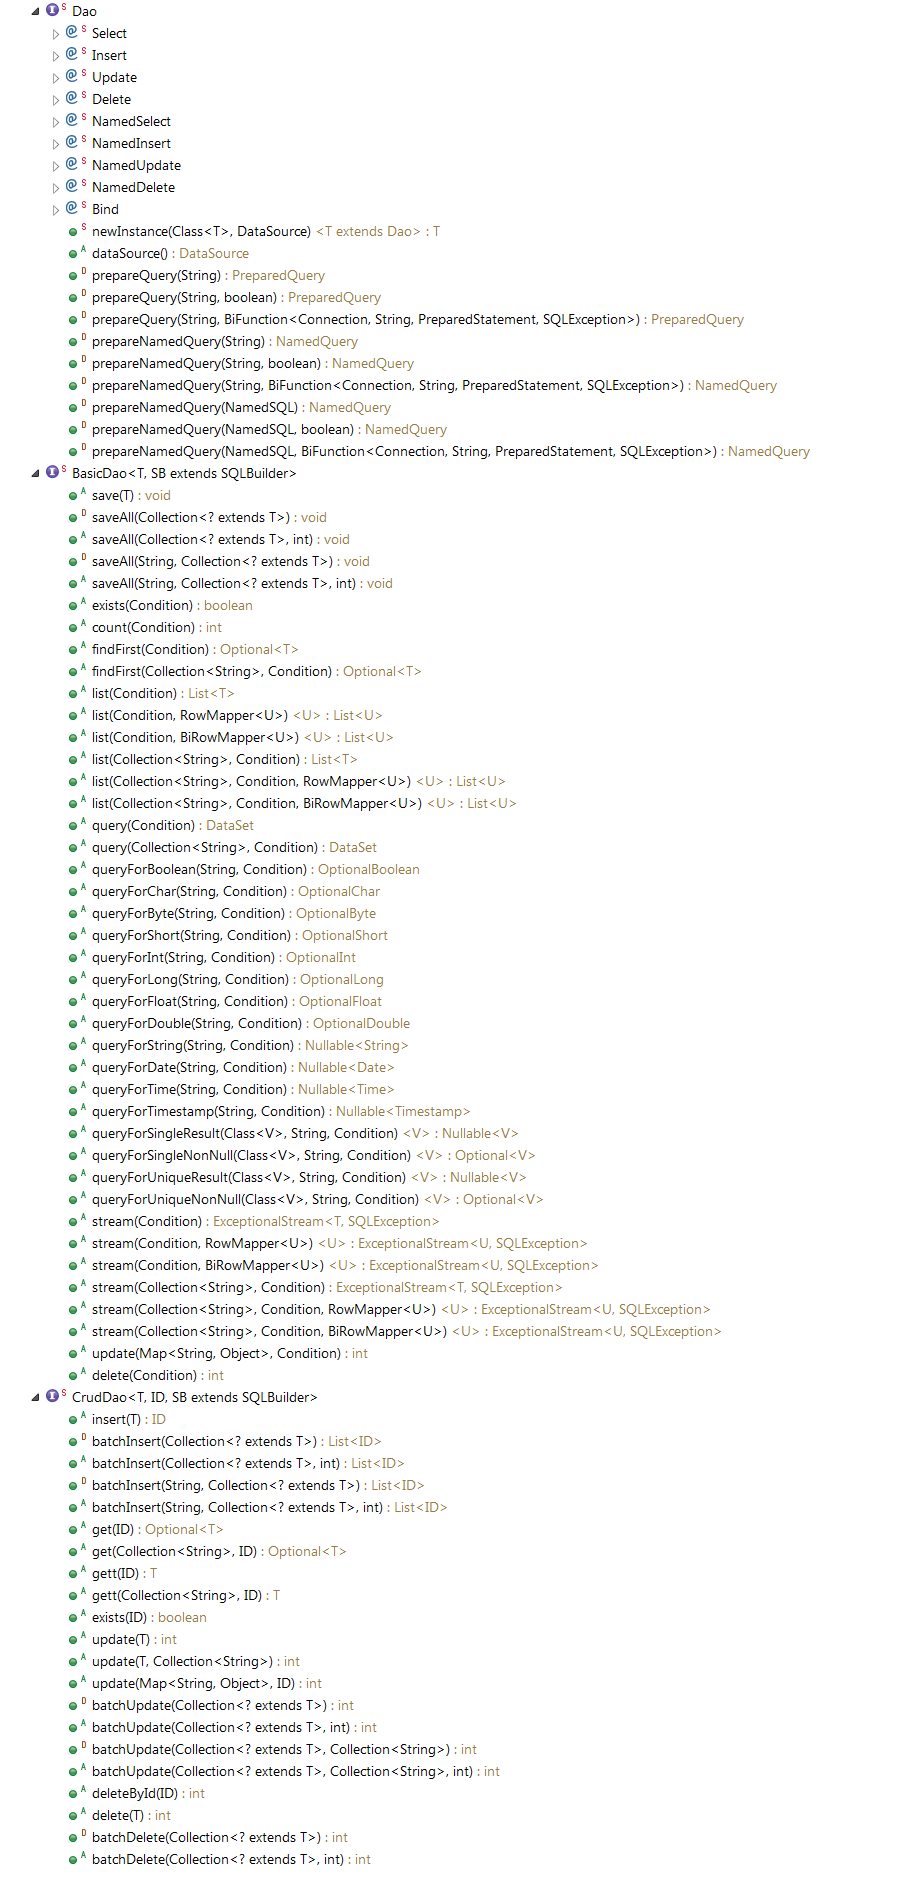 S Dao
S Select
S Insert
S Update
S Delete
S NamedSelect
S NamedInsert
S NamedUpdate
S NamedDelete
S Bind
S newInstance(Class<T>, DataSource) <T extends Dao> : T
A dataSource() : DataSource
D prepareQuery(String) : PreparedQuery
D prepareQuery(String, boolean) : PreparedQuery
D prepareQuery(String, BiFunction<Connection, String, PreparedStatement, SQLException>) : PreparedQuery
D prepareNamedQuery(String) : NamedQuery
D prepareNamedQuery(String, boolean) : NamedQuery
D prepareNamedQuery(String, BiFunction<Connection, String, PreparedStatement, SQLException>) : NamedQuery
D prepareNamedQuery(NamedSQL) : NamedQuery
D prepareNamedQuery(NamedSQL, boolean) : NamedQuery
D prepareNamedQuery(NamedSQL, BiFunction<Connection, String, PreparedStatement, SQLException>) : NamedQuery
S BasicDao<T, SB extends SQLBuilder>
A save(T) : void
D saveAll(Collection<? extends T>) : void
A saveAll(Collection<? extends T>, int) : void
D saveAll(String, Collection<? extends T>) : void
A saveAll(String, Collection<? extends T>, int) : void
A exists(Condition) : boolean
A count(Condition) : int
A findFirst(Condition) : Optional<T>
A findFirst(Collection<String>, Condition) : Optional<T>
A list(Condition) : List<T>
A list(Condition, RowMapper<U>) <U> : List<U>
A list(Condition, BiRowMapper<U>) <U> : List<U>
A list(Collection<String>, Condition) : List<T>
A list(Collection<String>, Condition, RowMapper<U>) <U> : List<U>
A list(Collection<String>, Condition, BiRowMapper<U>) <U> : List<U>
A query(Condition) : DataSet
A query(Collection<String>, Condition) : DataSet
A queryForBoolean(String, Condition) : OptionalBoolean
A queryForChar(String, Condition) : OptionalChar
A queryForByte(String, Condition) : OptionalByte
A queryForShort(String, Condition) : OptionalShort
A queryForInt(String, Condition) : OptionalInt
A queryForLong(String, Condition) : OptionalLong
A queryForFloat(String, Condition) : OptionalFloat
A queryForDouble(String, Condition) : OptionalDouble
A queryForString(String, Condition) : Nullable<String>
A queryForDate(String, Condition) : Nullable<Date>
A queryForTime(String, Condition) : Nullable<Time>
A queryForTimestamp(String, Condition) : Nullable<Timestamp>
A queryForSingleResult(Class<V>, String, Condition) <V> : Nullable<V>
A queryForSingleNonNull(Class<V>, String, Condition) <V> : Optional<V>
A queryForUniqueResult(Class<V>, String, Condition) <V> : Nullable<V>
A queryForUniqueNonNull(Class<V>, String, Condition) <V> : Optional<V>
A stream(Condition) : ExceptionalStream<T, SQLException>
A stream(Condition, RowMapper<U>) <U> : ExceptionalStream<U, SQLException>
A stream(Condition, BiRowMapper<U>) <U> : ExceptionalStream<U, SQLException>
A stream(Collection<String>, Condition) : ExceptionalStream<T, SQLException>
A stream(Collection<String>, Condition, RowMapper<U>) <U> : ExceptionalStream<U, SQLException>
A stream(Collection<String>, Condition, BiRowMapper<U>) <U> : ExceptionalStream<U, SQLException>
A update(Map<String, Object>, Condition) : int
A delete(Condition) : int
S CrudDao<T, ID, SB extends SQLBuilder>
A insert(T) : ID
D batchInsert(Collection<? extends T>) : List<ID>
A batchInsert(Collection<? extends T>, int) : List<ID>
D batchInsert(String, Collection<? extends T>) : List<ID>
A batchInsert(String, Collection<? extends T>, int) : List<ID>
A get(ID) : Optional<T>
A get(Collection<String>, ID) : Optional<T>
A gett(ID) : T
A gett(Collection<String>, ID) : T
A exists(ID) : boolean
A update(T) : int
A update(T, Collection<String>) : int
A update(Map<String, Object>, ID) : int
D batchUpdate(Collection<? extends T>) : int
A batchUpdate(Collection<? extends T>, int) : int
D batchUpdate(Collection<? extends T>, Collection<String>) : int
A batchUpdate(Collection<? extends T>, Collection<String>, int) : int
A deleteById(ID) : int
A delete(T) : int
D batchDelete(Collection<? extends T>) : int
A batchDelete(Collection<? extends T>, int) : int